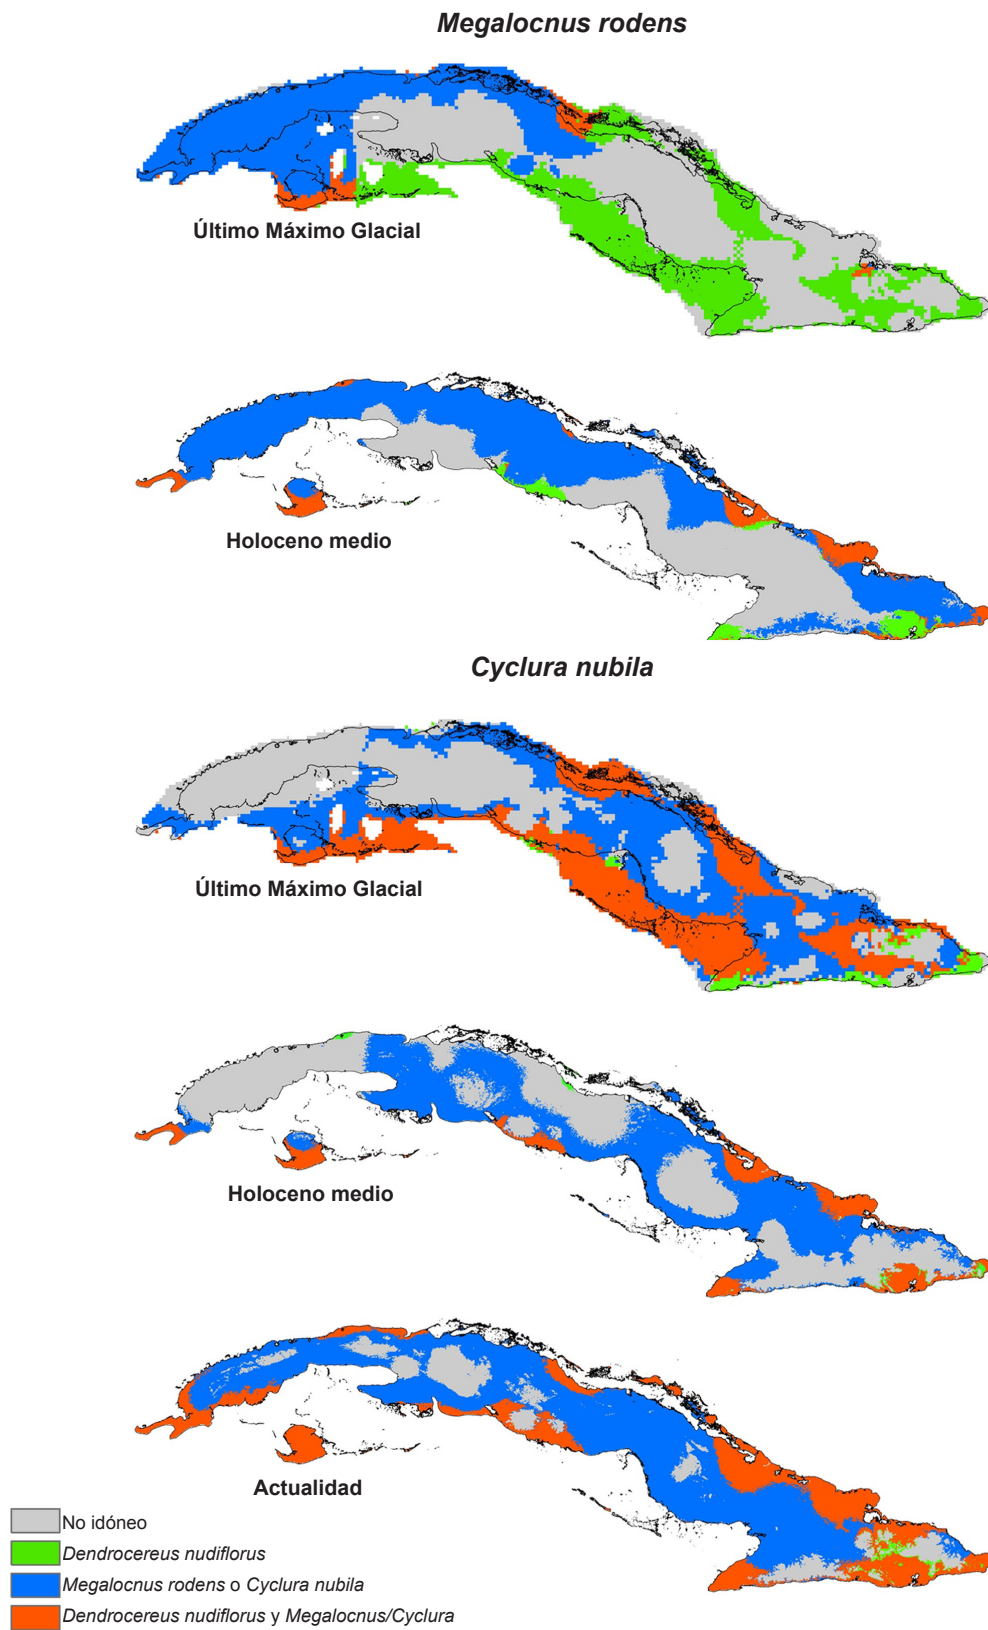 Megalocnus rodens
Último Máximo Glacial
Holoceno medio
Cyclura nubila
Último Máximo Glacial
Holoceno medio
Actualidad
No idóneo
Dendrocereus nudiflorus
Megalocnus rodens o Cyclura nubila
Dendrocereus nudiflorus y Megalocnus/Cyclura